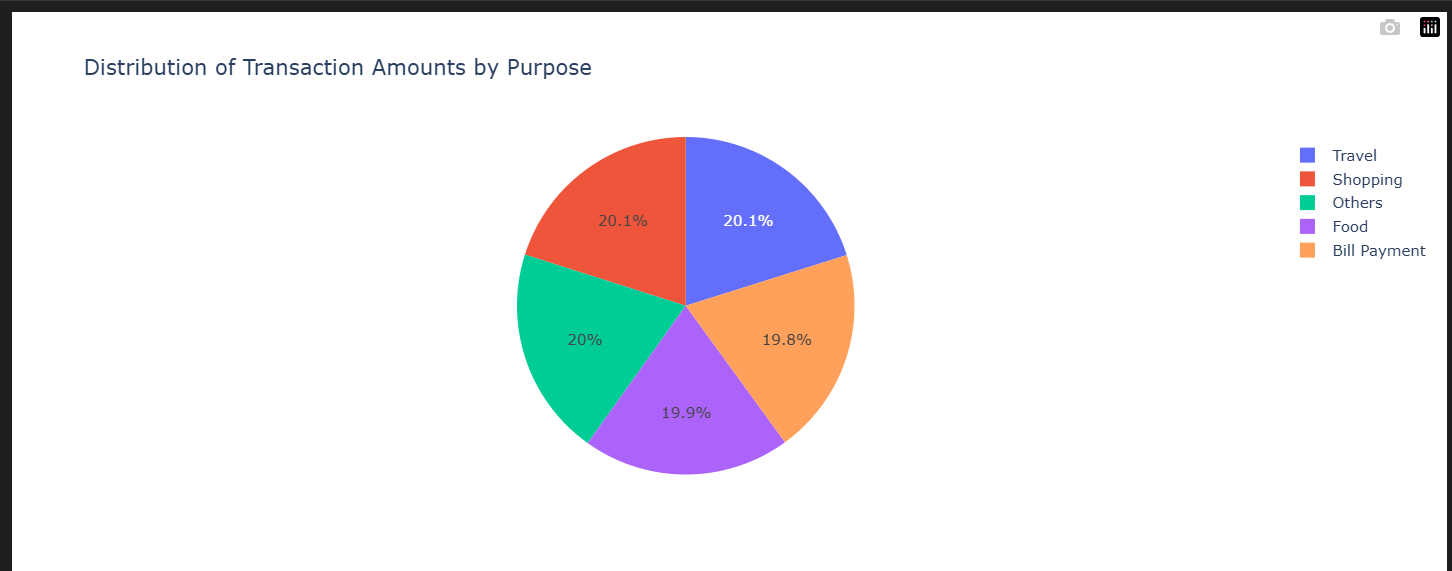 Distribution of Transaction Amounts by Purpose
20.1%
20.1%
20%
19.8%
19.9%
Travel
Shopping
Others
Food
Bill Payment